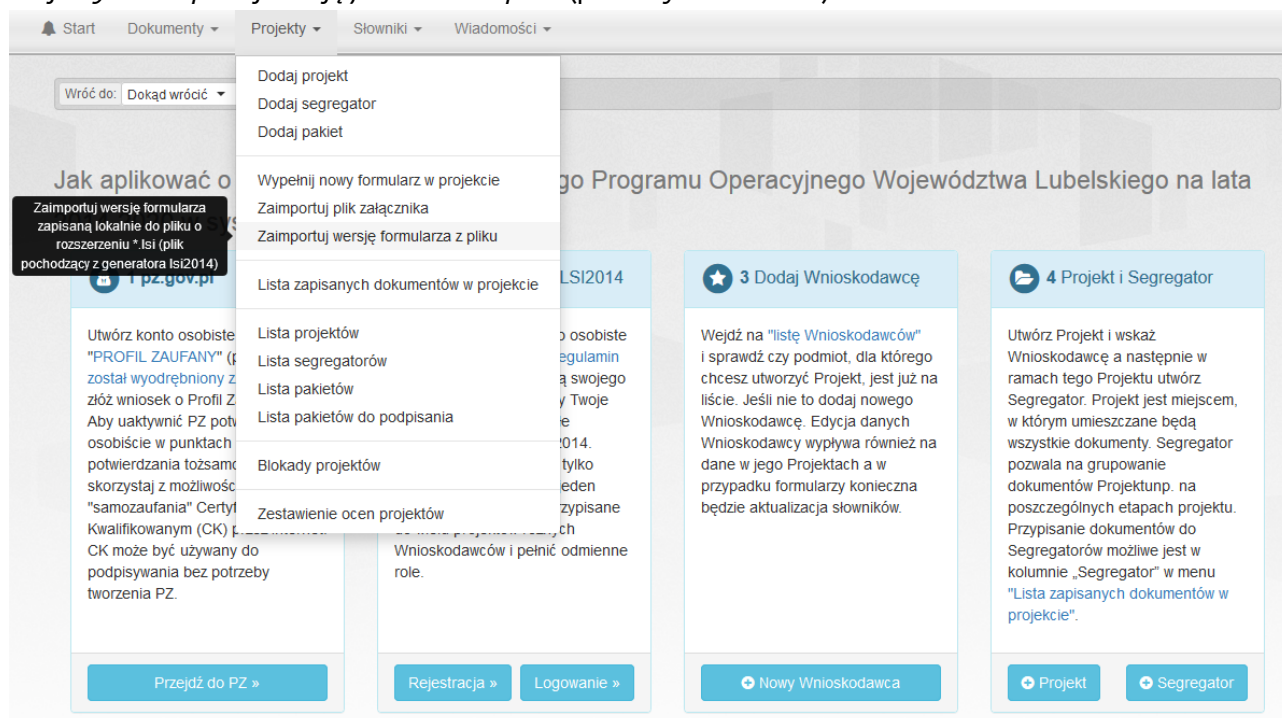 Start Dokumenty Projekty Słowniki Wiadomości
Wróć do: Dokąd wrócić
Dodaj projekt
Dodaj segregator
Dodaj pakiet
Wypełnij nowy formularz w projekcie
Zaimportuj plik załącznika
Zaimportuj wersję formularza z pliku
Lista zapisanych dokumentów w projekcie
Lista projektów
Lista segregatorów
Lista pakietów
Lista pakietów do podpisania
Blokady projektów
Zestawienie ocen projektów
Zaimportuj wersję formularza
zapisaną lokalnie do pliku o
rozszerzeniu *.lsi (plik
pochodzący z generatora lsi2014)
Jak aplikować o go Programu Operacyjnego Województwa Lubelskiego na lata
1 pz.gov.pl
Utwórz konto osobiste
"PROFIL ZAUFANY" (p
został wyodrębniony z
złóż wniosek o Profil Z
Aby uaktywnić PZ potw
osobiście w punktach
potwierdzania tożsamo
skorzystaj z możliwośc
"samozaufania" Certyf
Kwalifikowanym (CK) przez internet.
CK może być używany do
podpisywania bez potrzeby
tworzenia PZ.
Przejdź do PZ »
LSI2014
o osobiste
egulamin
ą swojego
y Twoje
2014.
tylko
jeden
rzypisane
do wielu projektów różnych
Wnioskodawców i pełnić odmienne
role.
Rejestracja » Logowanie »
3 Dodaj Wnioskodawcę
Wejdź na "listę Wnioskodawców"
i sprawdź czy podmiot, dla którego
chcesz utworzyć Projekt, jest już na
liście. Jeśli nie to dodaj nowego
Wnioskodawcę. Edycja danych
Wnioskodawcy wypływa również na
dane w jego Projektach a w
przypadku formularzy konieczna
będzie aktualizacja słowników.
Nowy Wnioskodawca
4 Projekt i Segregator
Utwórz Projekt i wskaż
Wnioskodawcę a następnie w
ramach tego Projektu utwórz
Segregator. Projekt jest miejscem,
w którym umieszczane będą
wszystkie dokumenty. Segregator
pozwala na grupowanie
dokumentów Projektunp. na
poszczególnych etapach projektu.
Przypisanie dokumentów do
Segregatorów możliwe jest w
kolumnie „Segregator" w menu
"Lista zapisanych dokumentów w
projekcie".
Projekt Segregator